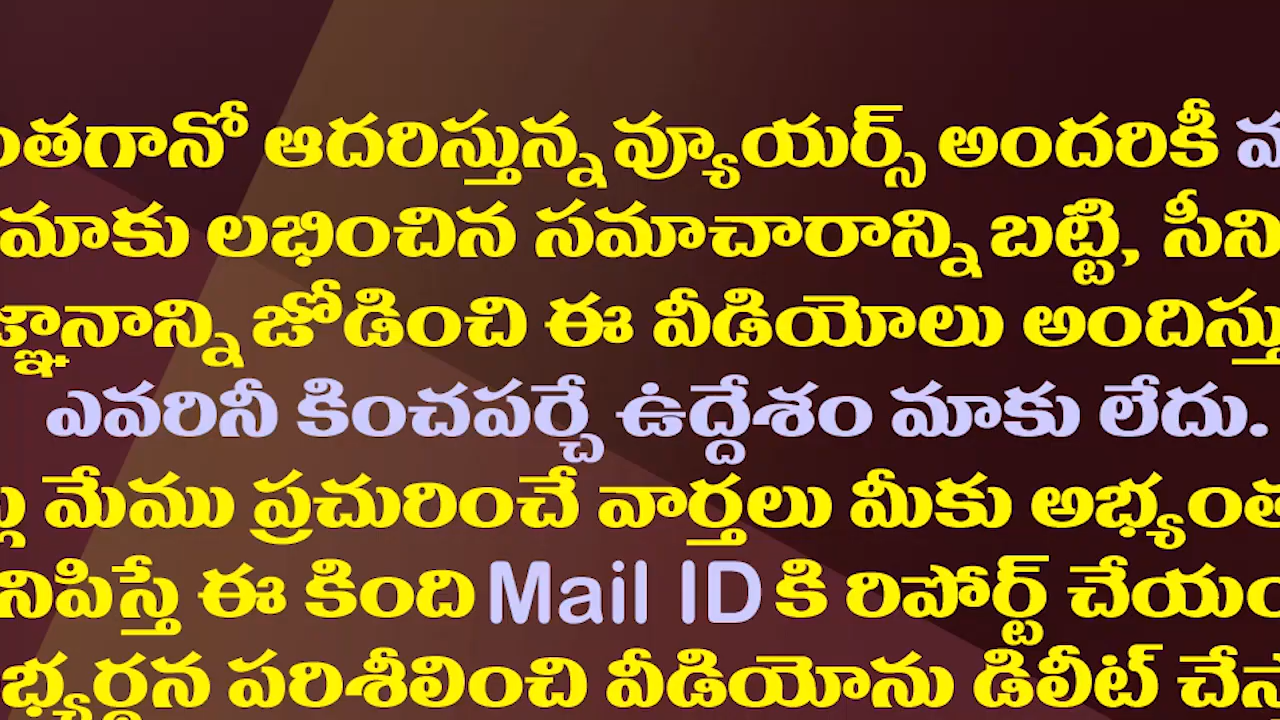 ంతగానో ఆదరిస్తున్న వ్యూయర్స్ అందరికీ
మాకు లభించిన సమాచారాన్ని బట్టి, సీని
జ్ఞానాన్ని జోడించి ఈ వీడియోలు అందిస్తు
ఎవరినీ కించపర్చే ఉద్దేశం మాకు లేదు.
మేము ప్రచురించే వార్తలు మీకు అభ్యంత
నిపిస్తే ఈ కింది Mail ID కి రిపోర్ట్ చేయం
భ్యర్థన పరిశీలించి వీడియోను డిలీట్ చేస